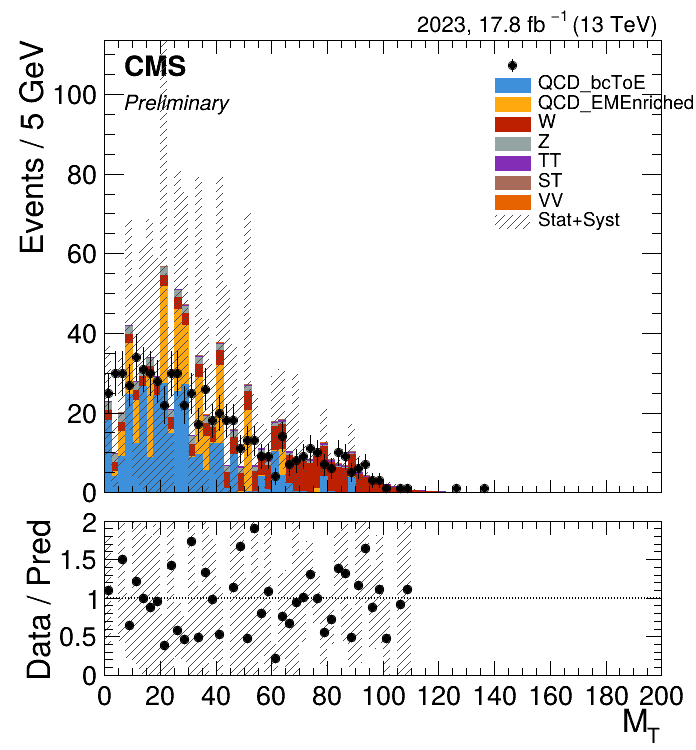 2023, 17.8 fb⁻¹ (13 TeV)
Events / 5 GeV
CMS
Preliminary
QCD_bcToE
QCD_EMEnriched
W
Z
TT
ST
VV
Stat+Syst
100
80
60
40
20
0
Data / Pred
2
1.5
1
0.5
0
0 20 40 60 80 100 120 140 160 180 200
M_T